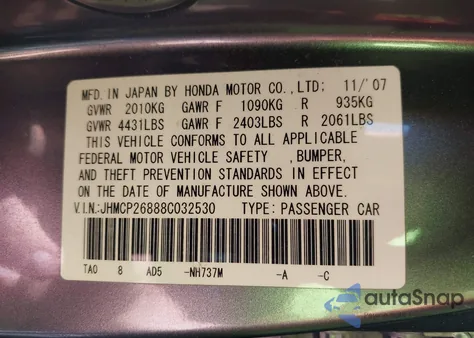 MFD. IN JAPAN BY HONDA MOTOR CO., LTD: 11/'07
GVWR 2010KG GAWR F 1090KG R 935KG
GVWR 4431LBS GAWR F 2403LBS R 2061LBS
THIS VEHICLE CONFORMS TO ALL APPLICABLE
FEDERAL MOTOR VEHICLE SAFETY , BUMPER,
AND THEFT PREVENTION STANDARDS IN EFFECT
ON THE DATE OF MANUFACTURE SHOWN ABOVE.
V.I.N.:JHMCP26888C032530 TYPE: PASSENGER CAR
TA0 8 AD5 -NH737M -A -C
autoSnap